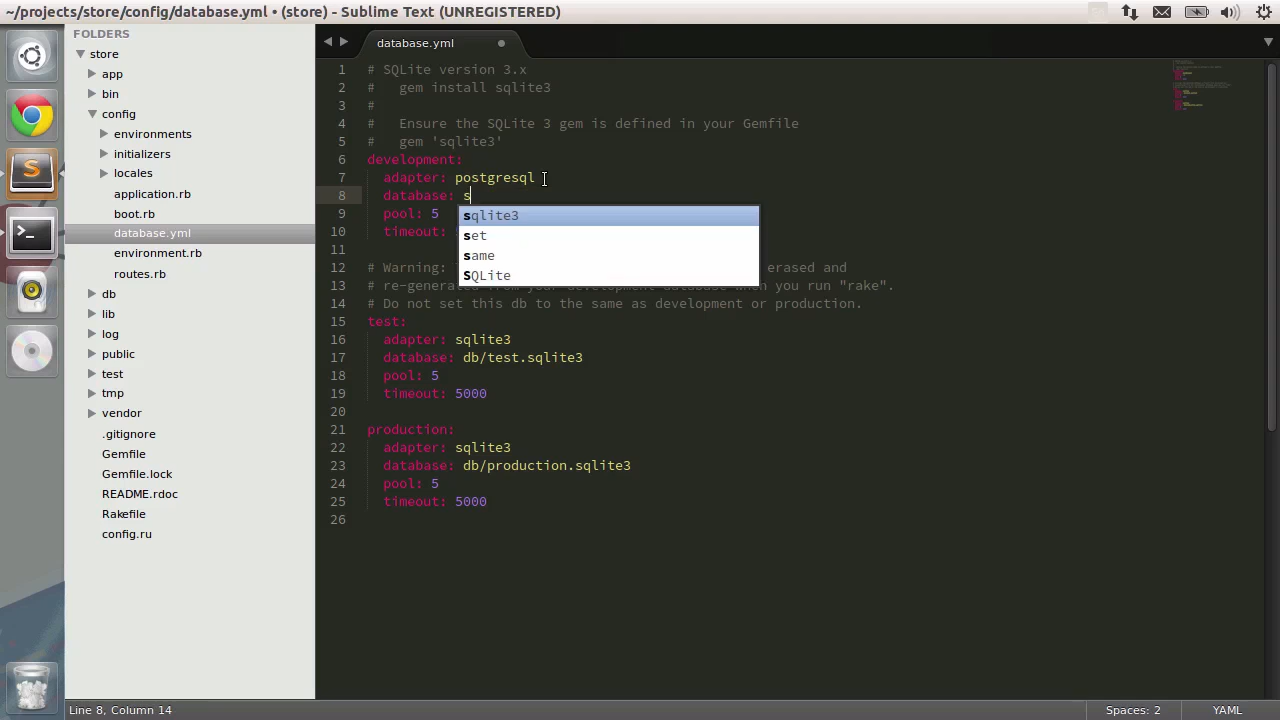 ~/projects/store/config/database.yml • (store) - Sublime Text (UNREGISTERED)
FOLDERS
store
app
bin
config
environments
initializers
locales
application.rb
boot.rb
database.yml
environment.rb
routes.rb
db
lib
log
public
test
tmp
vendor
.gitignore
Gemfile
Gemfile.lock
README.rdoc
Rakefile
config.ru
database.yml
1 # SQLite version 3.x
2 #   gem install sqlite3
3 #
4 #   Ensure the SQLite 3 gem is defined in your Gemfile
5 #   gem 'sqlite3'
6 development:
7   adapter: postgresql
8   database: s
sqlite3
set
same
SQLite
9   pool: 5
10   timeout:
11
12 # Warning: erased and
13 # re-generated from your development database when you run "rake".
14 # Do not set this db to the same as development or production.
15 test:
16   adapter: sqlite3
17   database: db/test.sqlite3
18   pool: 5
19   timeout: 5000
20
21 production:
22   adapter: sqlite3
23   database: db/production.sqlite3
24   pool: 5
25   timeout: 5000
26
Line 8, Column 14
Spaces: 2
YAML